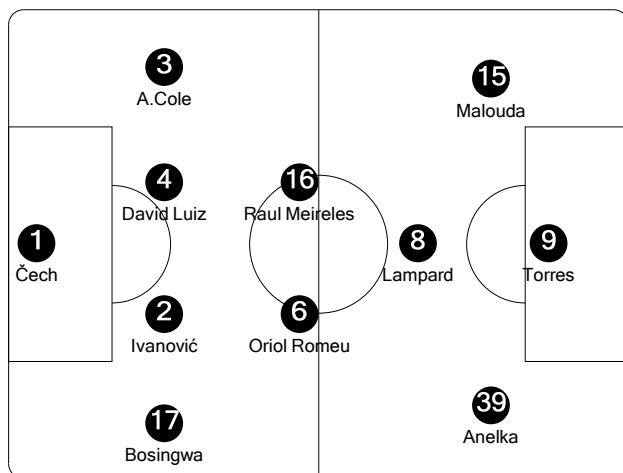 3
A.Cole
15
Malouda
4
David Luiz
16
Raul Meireles
1
Čech
8
Lampard
9
Torres
2
Ivanović
6
Oriol Romeu
17
Bosingwa
39
Anelka